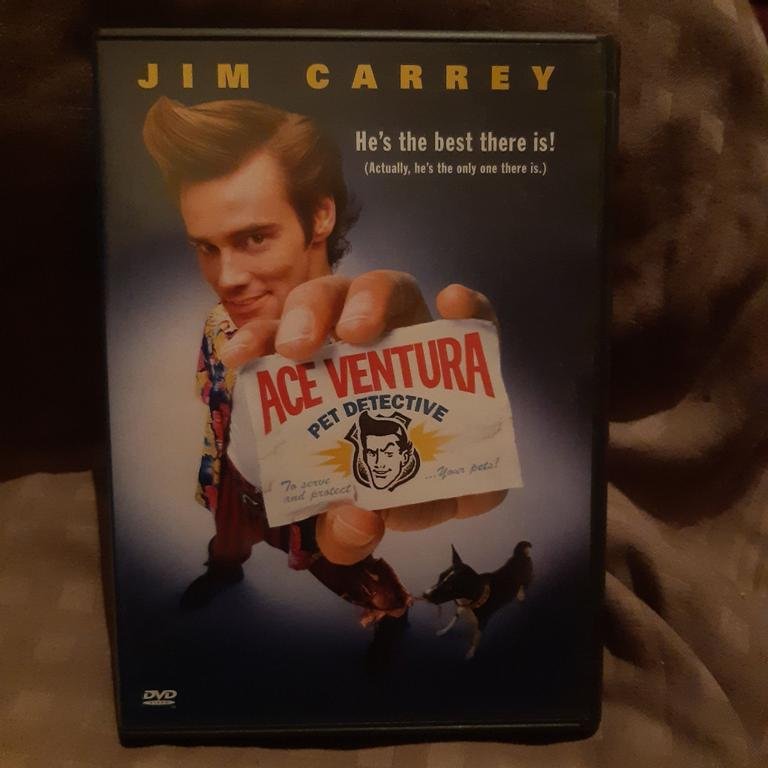 JIM CARREY
He's the best there is!
(Actually, he's the only one there is.)
ACE VENTURA
PET DETECTIVE
To serve
and protect
...Your pets!
DVD
VIDEO